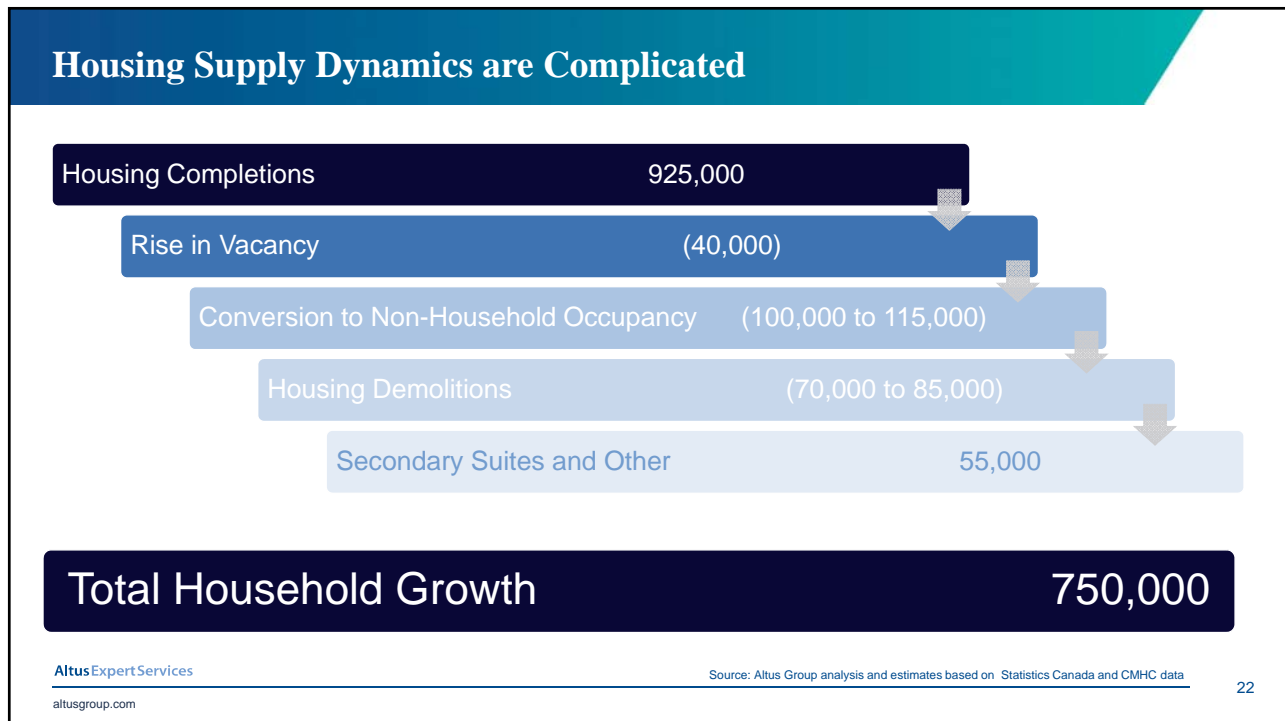 Housing Supply Dynamics are Complicated
Housing Completions 925,000
Rise in Vacancy (40,000)
Conversion to Non-Household Occupancy (100,000 to 115,000)
Housing Demolitions (70,000 to 85,000)
Secondary Suites and Other 55,000
Total Household Growth 750,000
Altus Expert Services
Source: Altus Group analysis and estimates based on Statistics Canada and CMHC data
22
altusgroup.com